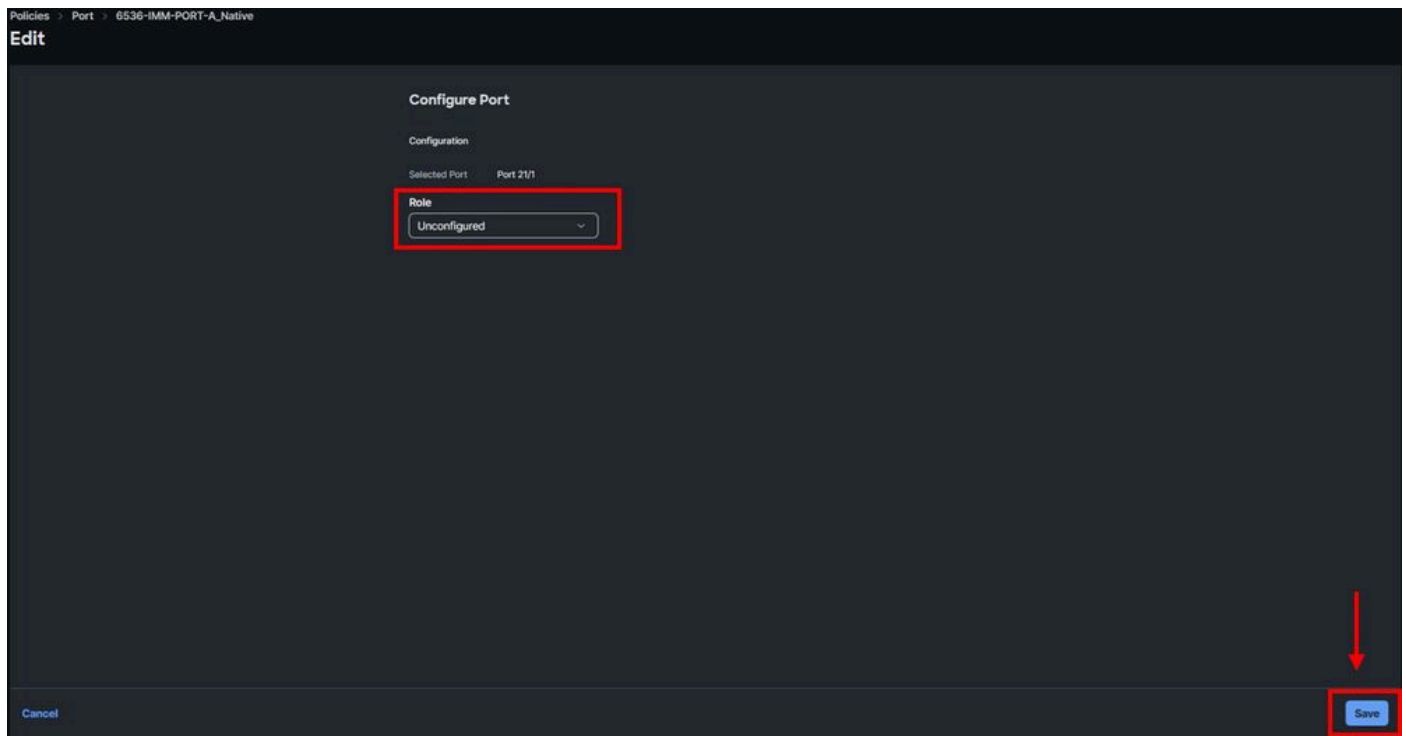 Policies > Port > 6536-IMM-PORT-A_Native
Edit
Configure Port
Configuration
Selected Port Port 21/1
Role
Unconfigured
Cancel
Save